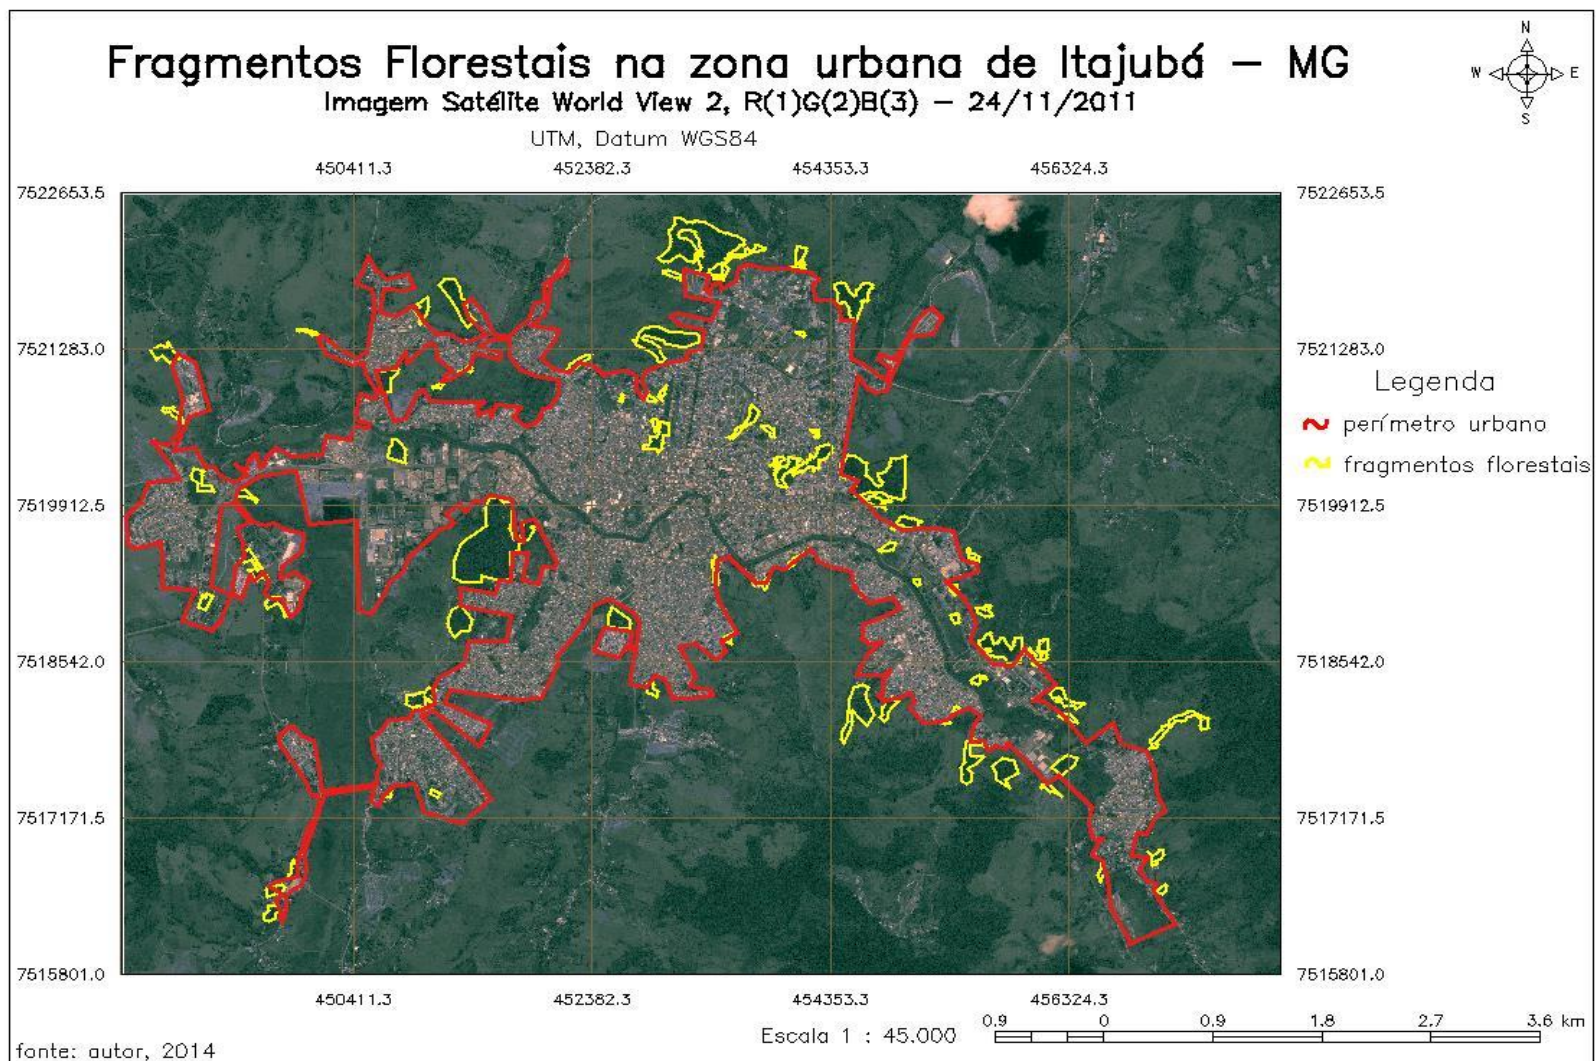 Fragmentos Florestais na zona urbana de Itajubá – MG
Imagem Satélite World View 2, R(1)G(2)B(3) – 24/11/2011
UTM, Datum WGS84
N
W E
S
450411.3 452382.3 454353.3 456324.3
7522653.5 7522653.5
7521283.0 7521283.0
Legenda
perímetro urbano
fragmentos florestais
7519912.5 7519912.5
7518542.0 7518542.0
7517171.5 7517171.5
7515801.0 7515801.0
450411.3 452382.3 454353.3 456324.3
Escala 1 : 45.000
0.9 0 0.9 1.8 2.7 3.6 km
fonte: autor, 2014